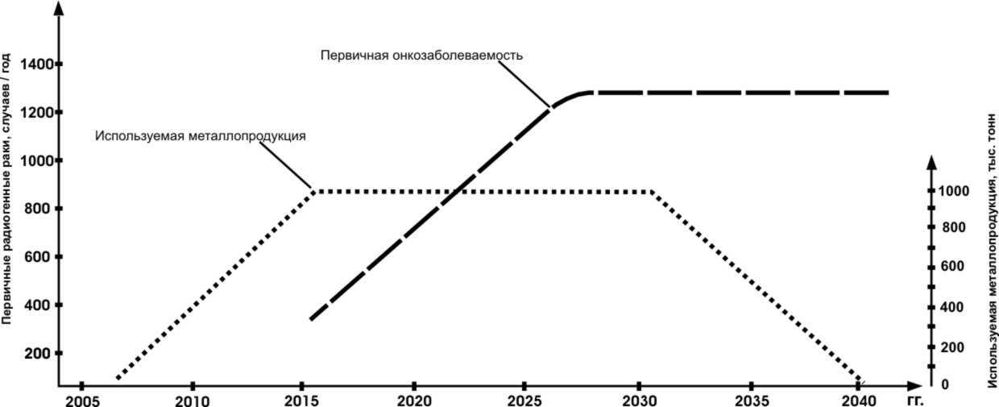 Первичные радиогенные раки, случаев / год
1400
1200
1000
800
600
400
200
Первичная онкозаболеваемость
Используемая металлопродукция
2005 2010 2015 2020 2025 2030 2035 2040 гг.
1000
800
600
400
200
0
Используемая металлопродукция, тыс. тонн